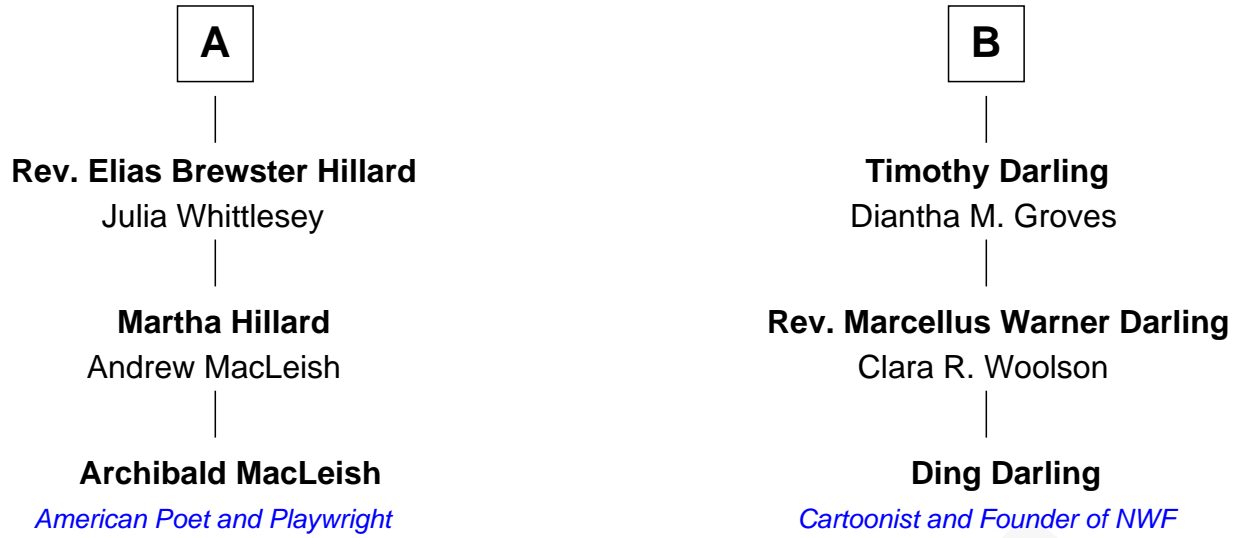 A
Rev. Elias Brewster Hillard
Julia Whittlesey
Martha Hillard
Andrew MacLeish
Archibald MacLeish
American Poet and Playwright
B
Timothy Darling
Diantha M. Groves
Rev. Marcellus Warner Darling
Clara R. Woolson
Ding Darling
Cartoonist and Founder of NWF